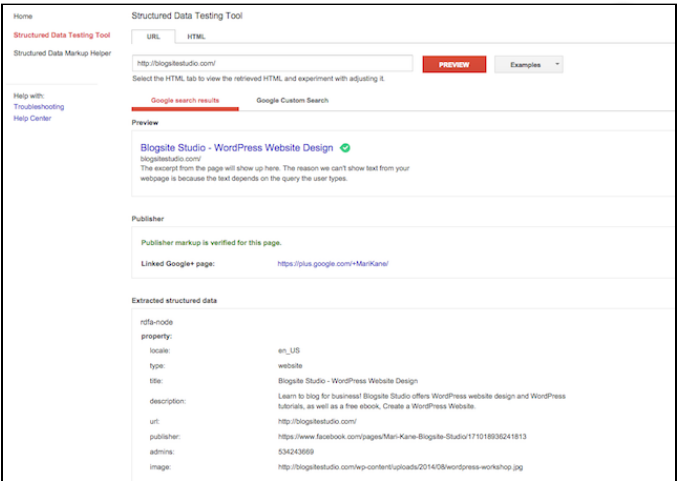 Home
Structured Data Testing Tool
Structured Data Markup Helper
Help with:
Troubleshooting
Help Center
Structured Data Testing Tool
URL HTML
http://blogsitestudio.com/ PREVIEW Examples
Select the HTML tab to view the retrieved HTML and experiment with adjusting it.
Google search results Google Custom Search
Preview
Blogsite Studio - WordPress Website Design
blogsitestudio.com/
The excerpt from the page will show up here. The reason we can't show text from your
webpage is because the text depends on the query the user types.
Publisher
Publisher markup is verified for this page.
Linked Google+ page: https://plus.google.com/+MariKane/
Extracted structured data
rdfa-node
property:
locale: en_US
type: website
title: Blogsite Studio - WordPress Website Design
description: Learn to blog for business! Blogsite Studio offers WordPress website design and WordPress
tutorials, as well as a free ebook, Create a WordPress Website.
url: http://blogsitestudio.com/
publisher: https://www.facebook.com/pages/Mari-Kane-Blogsite-Studio/171018936241813
admins: 534243669
image: http://blogsitestudio.com/wp-content/uploads/2014/08/wordpress-workshop.jpg